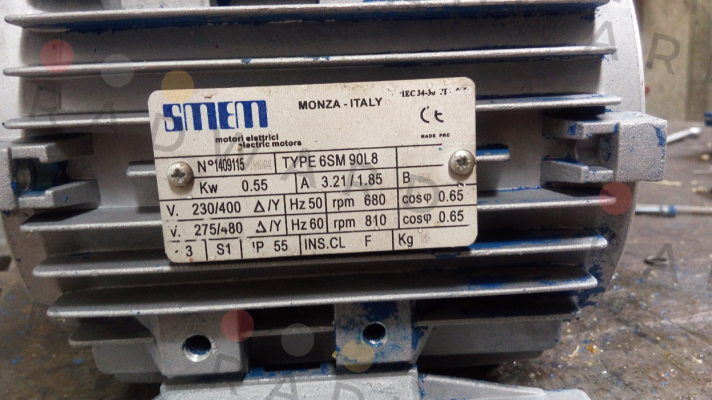 SMEM
MONZA - ITALY
IEC 34-
motori elettrici
electric motors
CE
MADE PRC
N° 1409115 TYPE 6SM 90L8
Kw 0.55 A 3.21/1.85 B
V. 230/400 Δ/Y Hz 50 rpm 680 cosφ 0.65
V. 275/480 Δ/Y Hz 60 rpm 810 cosφ 0.65
3 S1 IP 55 INS.CL F Kg